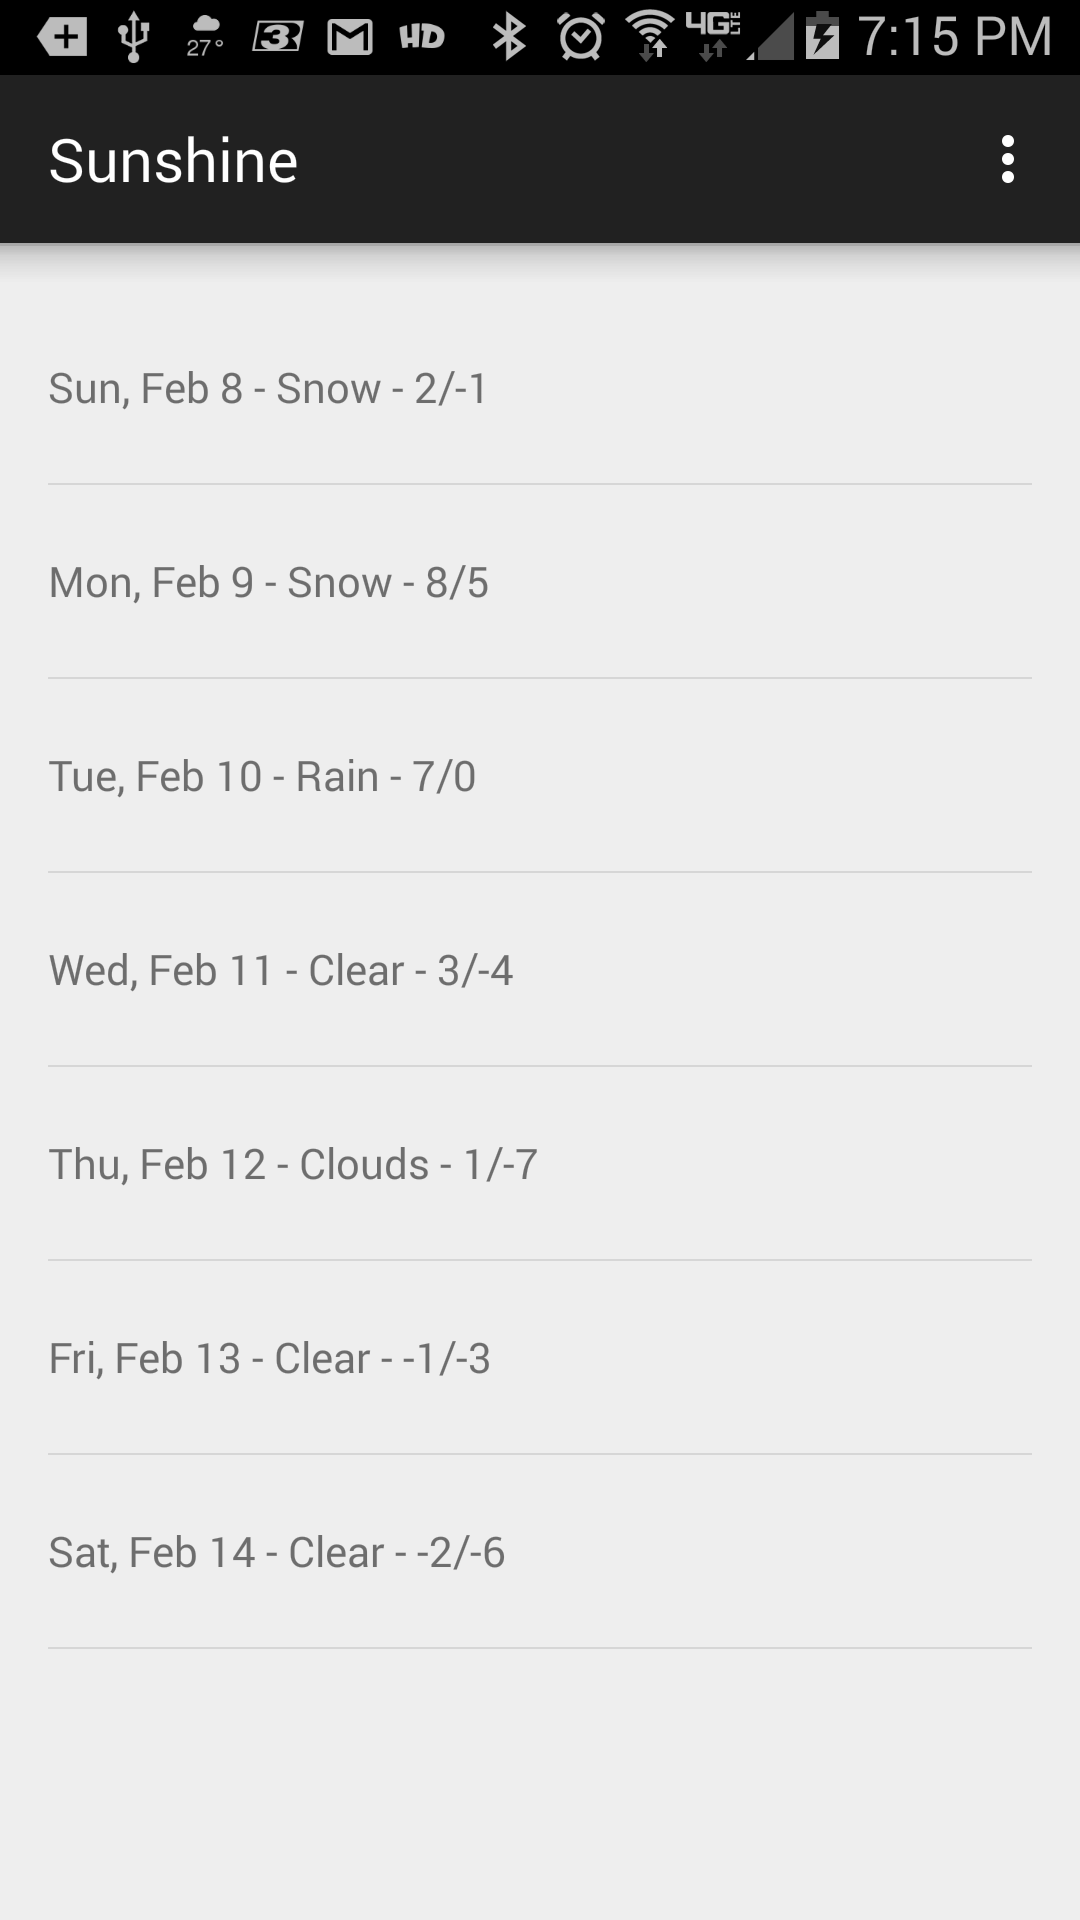 27° 3 HD 4G LTE 7:15 PM
Sunshine
Sun, Feb 8 - Snow - 2/-1
Mon, Feb 9 - Snow - 8/5
Tue, Feb 10 - Rain - 7/0
Wed, Feb 11 - Clear - 3/-4
Thu, Feb 12 - Clouds - 1/-7
Fri, Feb 13 - Clear - -1/-3
Sat, Feb 14 - Clear - -2/-6